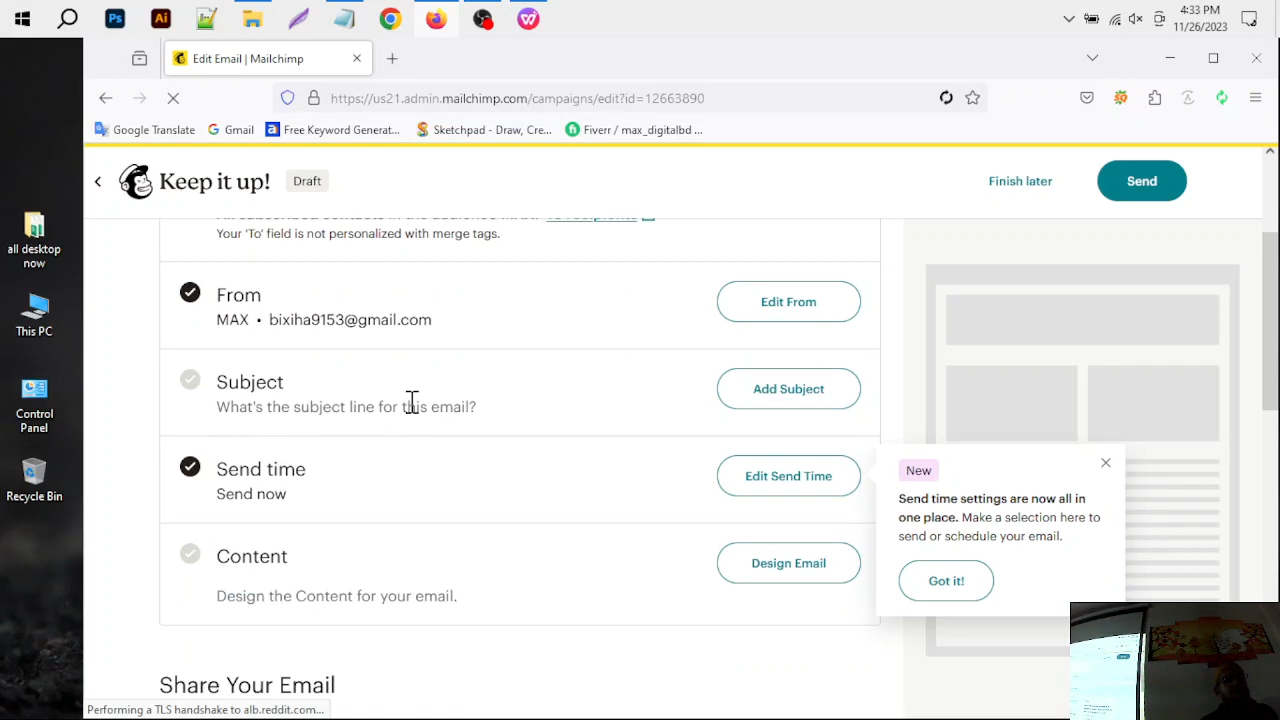 4:33 PM
11/26/2023
Edit Email | Mailchimp
https://us21.admin.mailchimp.com/campaigns/edit?id=12663890
Google Translate
Gmail
Free Keyword Generat...
Sketchpad - Draw, Cre...
Fiverr / max_digitalbd ...
Keep it up!
Draft
Finish later
Send
Your 'To' field is not personalized with merge tags.
From
MAX • bixiha9153@gmail.com
Edit From
Subject
What's the subject line for this email?
Add Subject
Send time
Send now
Edit Send Time
Content
Design the Content for your email.
Design Email
New
Send time settings are now all in
one place. Make a selection here to
send or schedule your email.
Got it!
Share Your Email
Performing a TLS handshake to alb.reddit.com...
all desktop
now
This PC
Control
Panel
Recycle Bin
Ps
Ai